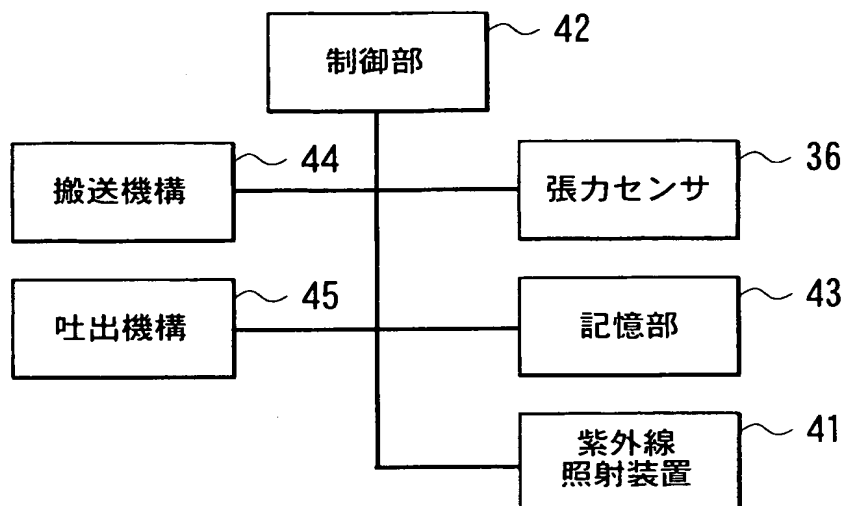 制御部
42
搬送機構
44
張力センサ
36
吐出機構
45
記憶部
43
紫外線
照射装置
41